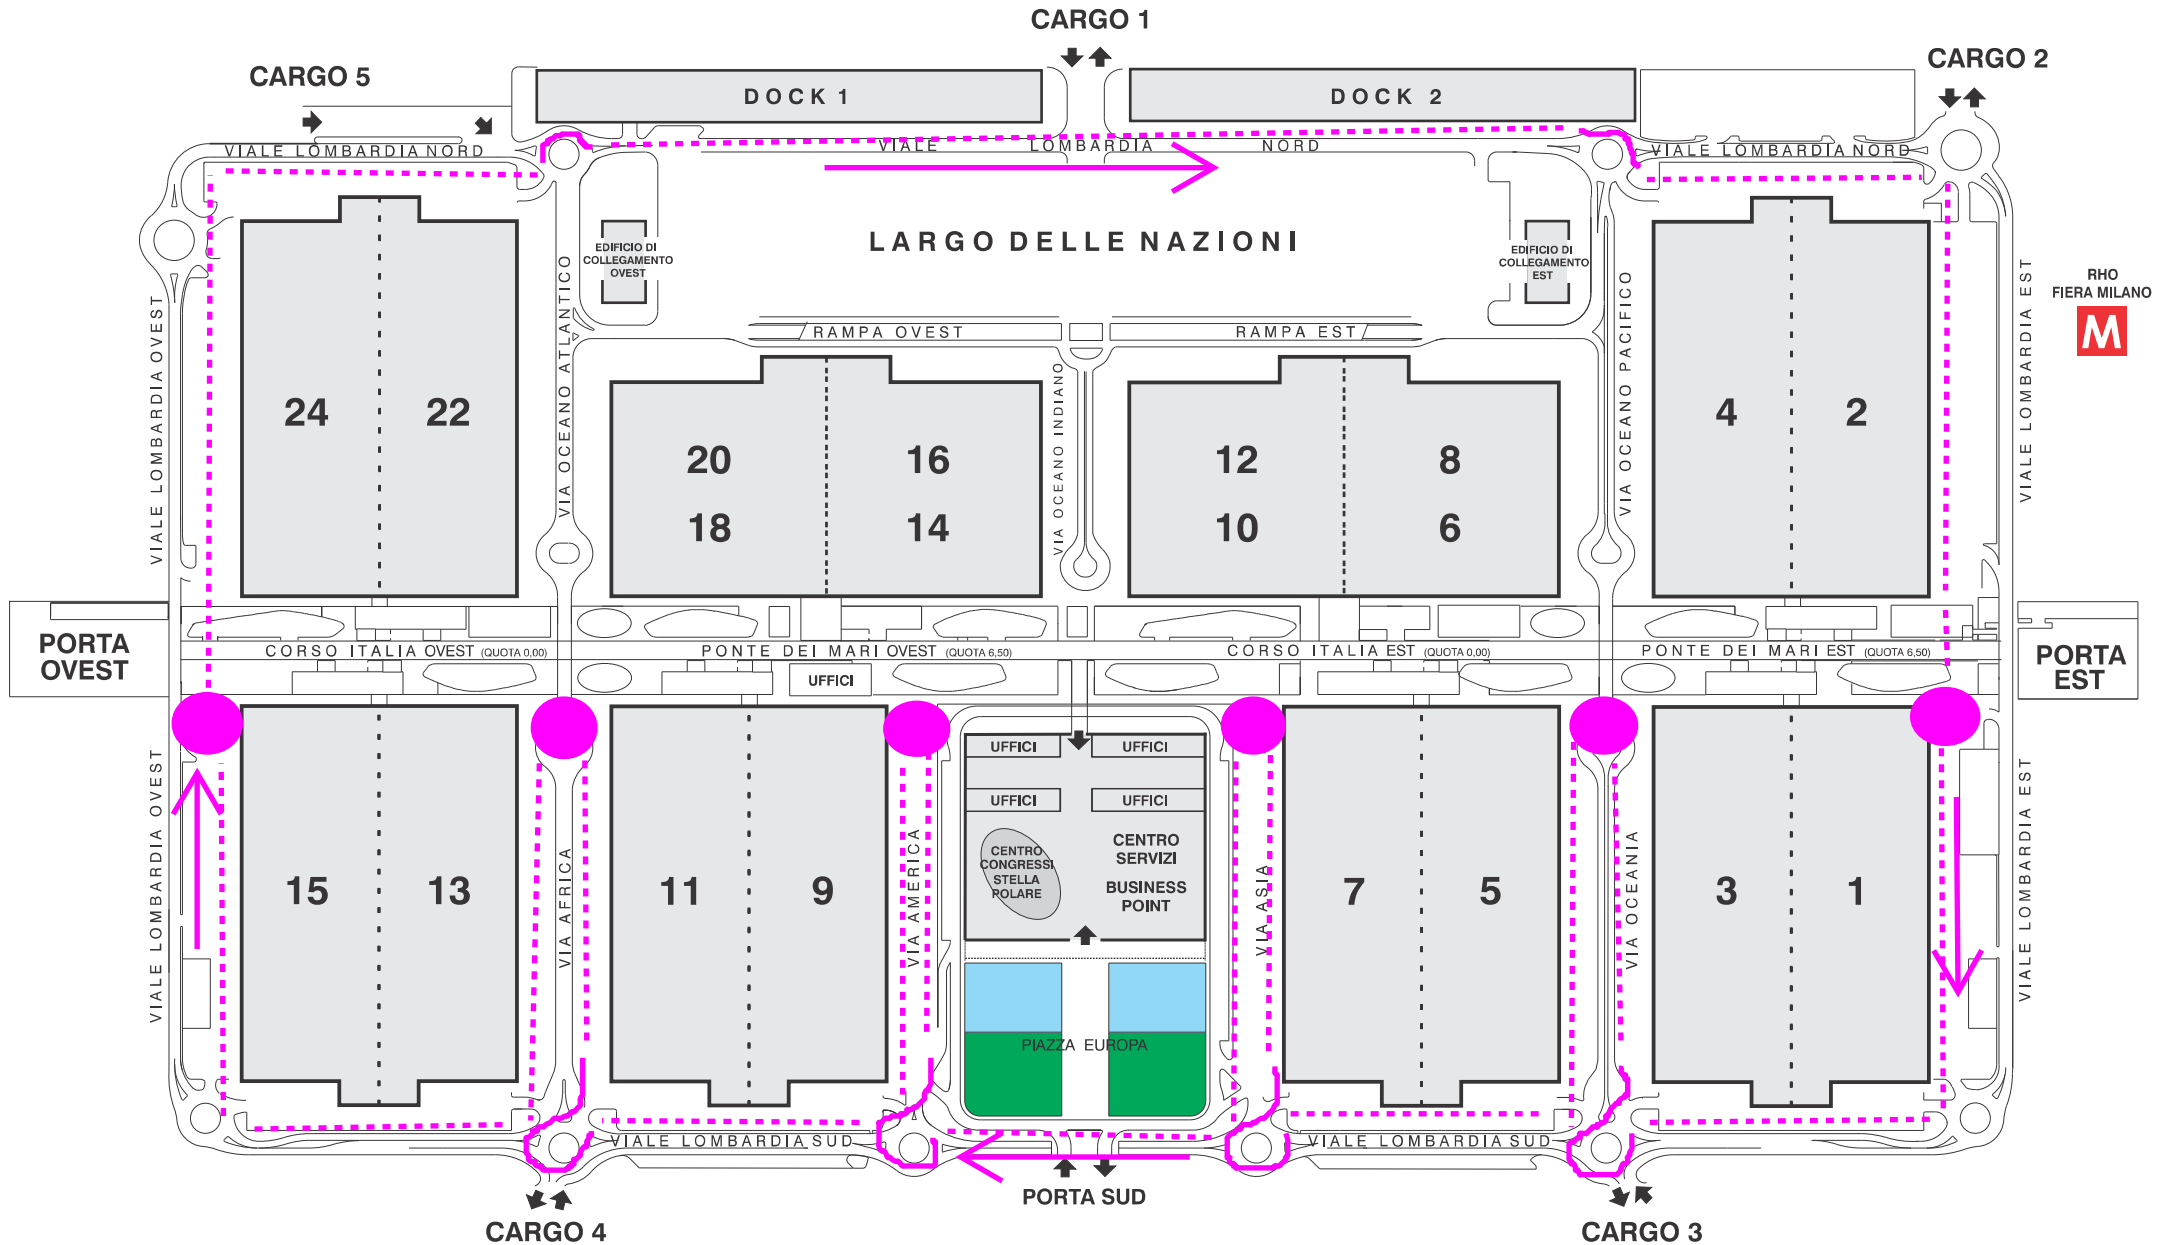 CARGO 1
CARGO 5
CARGO 2
DOCK 1
DOCK 2
VIALE LOMBARDIA NORD
VIALE LOMBARDIA NORD
VIALE LOMBARDIA NORD
LARGO DELLE NAZIONI
EDIFICIO DI
COLLEGAMENTO
OVEST
EDIFICIO DI
COLLEGAMENTO
EST
RHO
FIERA MILANO
M
VIALE LOMBARDIA OVEST
VIA OCEANO ATLANTICO
RAMPA OVEST
RAMPA EST
VIA OCEANO INDIANO
VIA OCEANO PACIFICO
VIALE LOMBARDIA EST
24
22
20
16
18
14
12
8
10
6
4
2
PORTA
OVEST
CORSO ITALIA OVEST (QUOTA 0,00)
PONTE DEI MARI OVEST (QUOTA 6,50)
CORSO ITALIA EST (QUOTA 0,00)
PONTE DEI MARI EST (QUOTA 6,50)
PORTA
EST
UFFICI
UFFICI
UFFICI
UFFICI
UFFICI
CENTRO
CONGRESSI
STELLA
POLARE
CENTRO
SERVIZI
BUSINESS
POINT
VIALE LOMBARDIA OVEST
15
13
VIA AFRICA
11
9
VIA AMERICA
VIA ASIA
7
5
VIA OCEANIA
3
1
VIALE LOMBARDIA EST
PIAZZA EUROPA
VIALE LOMBARDIA SUD
VIALE LOMBARDIA SUD
PORTA SUD
CARGO 4
CARGO 3